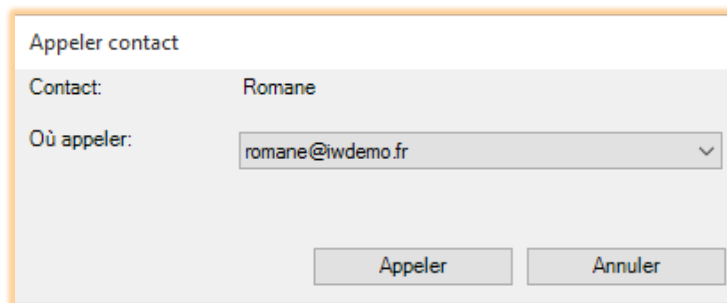 Appeler contact
Contact: Romane
Où appeler: romane@iwdemo.fr
Appeler Annuler